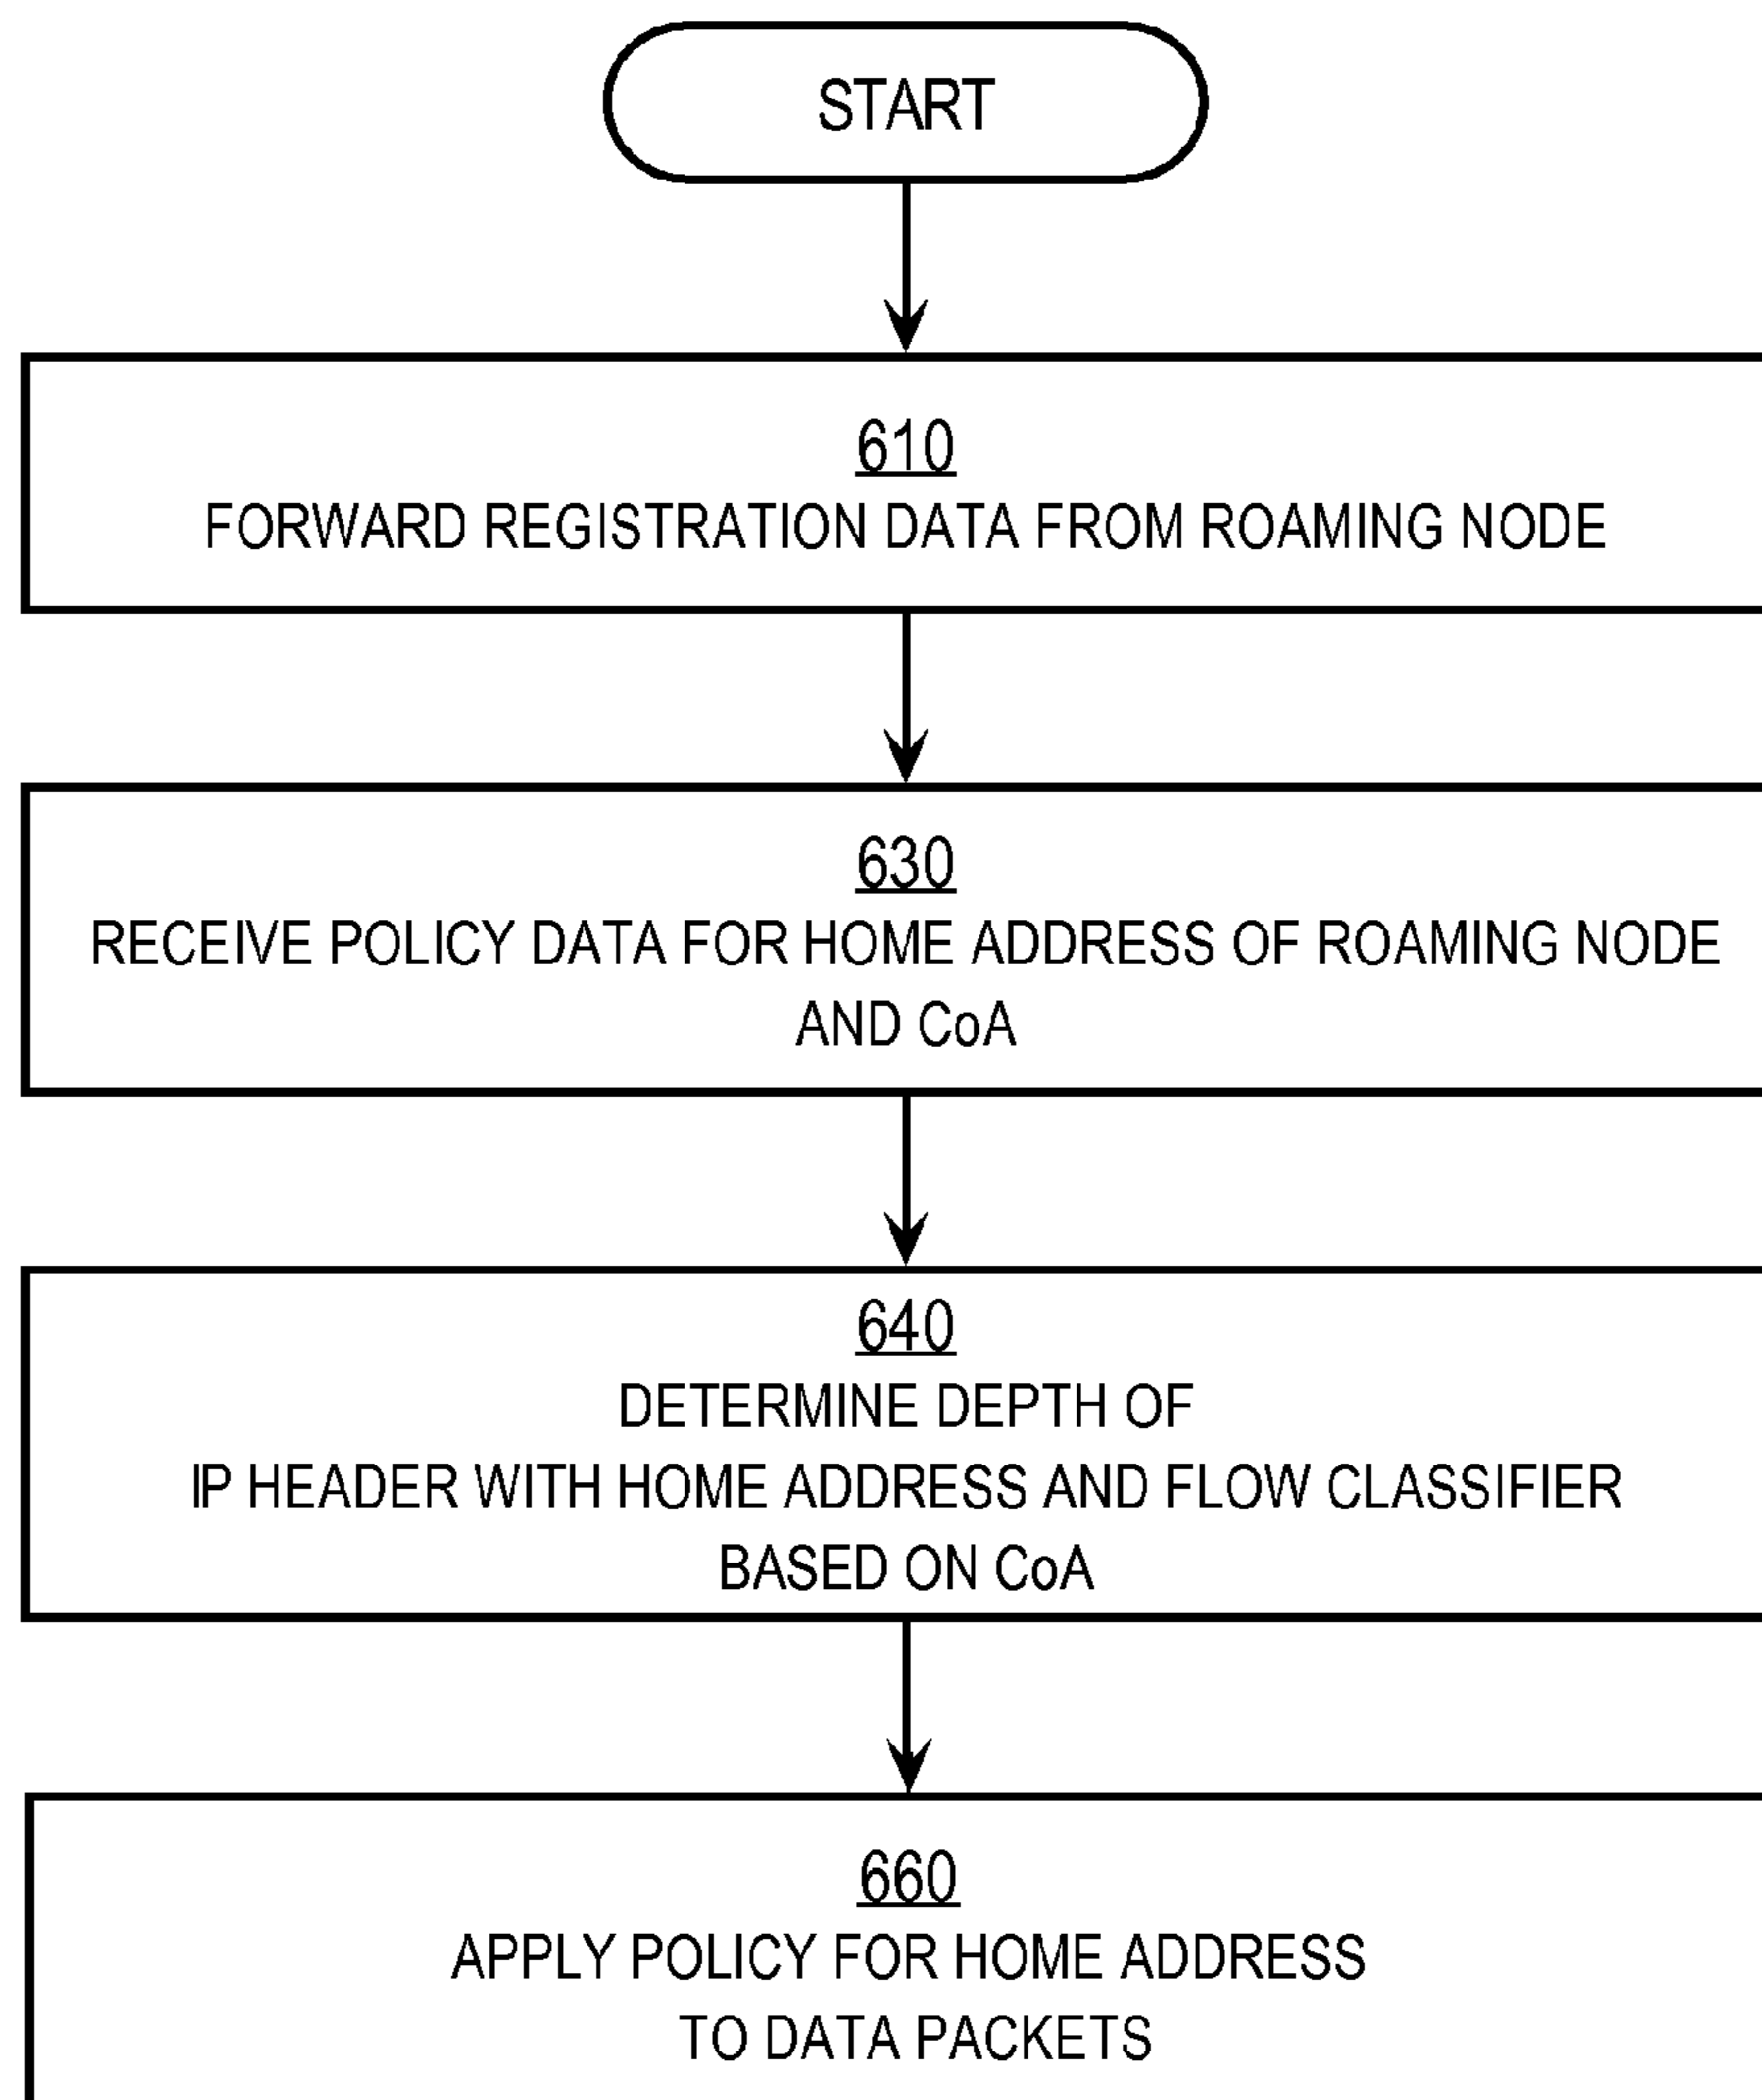 START
610
FORWARD REGISTRATION DATA FROM ROAMING NODE
630
RECEIVE POLICY DATA FOR HOME ADDRESS OF ROAMING NODE
AND CoA
640
DETERMINE DEPTH OF
IP HEADER WITH HOME ADDRESS AND FLOW CLASSIFIER
BASED ON CoA
660
APPLY POLICY FOR HOME ADDRESS
TO DATA PACKETS